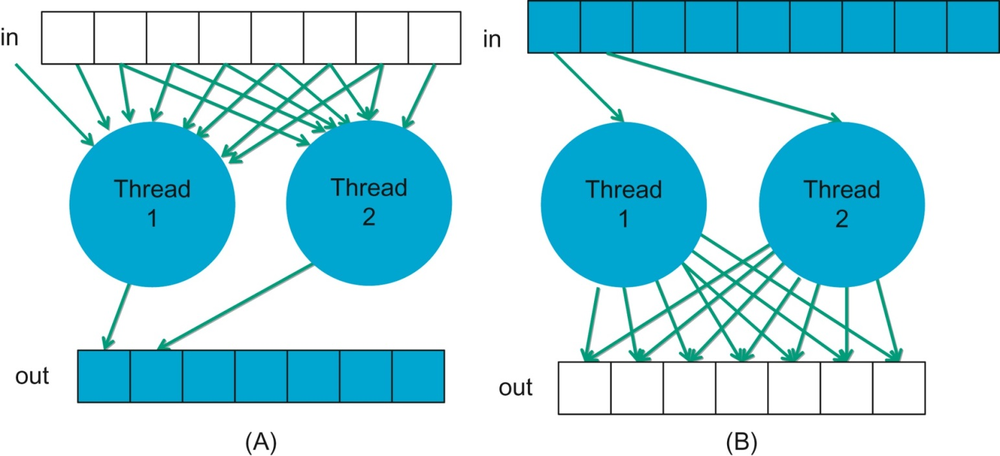 in
Thread
1
Thread
2
out
(A)
in
Thread
1
Thread
2
out
(B)